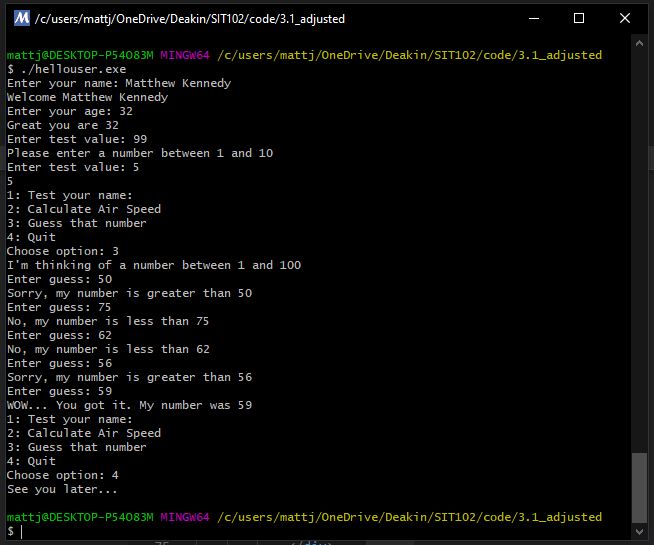 /c/users/mattj/OneDrive/Deakin/SIT102/code/3.1_adjusted
mattj@DESKTOP-P54O83M MINGW64 /c/users/mattj/OneDrive/Deakin/SIT102/code/3.1_adjusted
$ ./hellouser.exe
Enter your name: Matthew Kennedy
Welcome Matthew Kennedy
Enter your age: 32
Great you are 32
Enter test value: 99
Please enter a number between 1 and 10
Enter test value: 5
5
1: Test your name:
2: Calculate Air Speed
3: Guess that number
4: Quit
Choose option: 3
I'm thinking of a number between 1 and 100
Enter guess: 50
Sorry, my number is greater than 50
Enter guess: 75
No, my number is less than 75
Enter guess: 62
No, my number is less than 62
Enter guess: 56
Sorry, my number is greater than 56
Enter guess: 59
WOW... You got it. My number was 59
1: Test your name:
2: Calculate Air Speed
3: Guess that number
4: Quit
Choose option: 4
See you later...
mattj@DESKTOP-P54O83M MINGW64 /c/users/mattj/OneDrive/Deakin/SIT102/code/3.1_adjusted
$